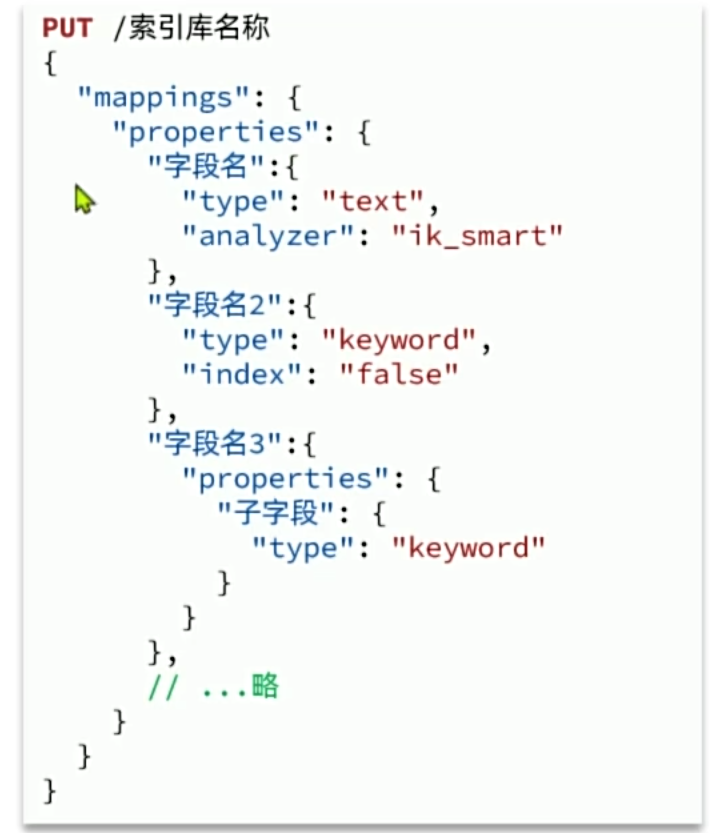 PUT /索引库名称
{
  "mappings": {
    "properties": {
      "字段名":{
        "type": "text",
        "analyzer": "ik_smart"
      },
      "字段名2":{
        "type": "keyword",
        "index": "false"
      },
      "字段名3":{
        "properties": {
          "子字段": {
            "type": "keyword"
          }
        }
      },
      // ...略
    }
  }
}